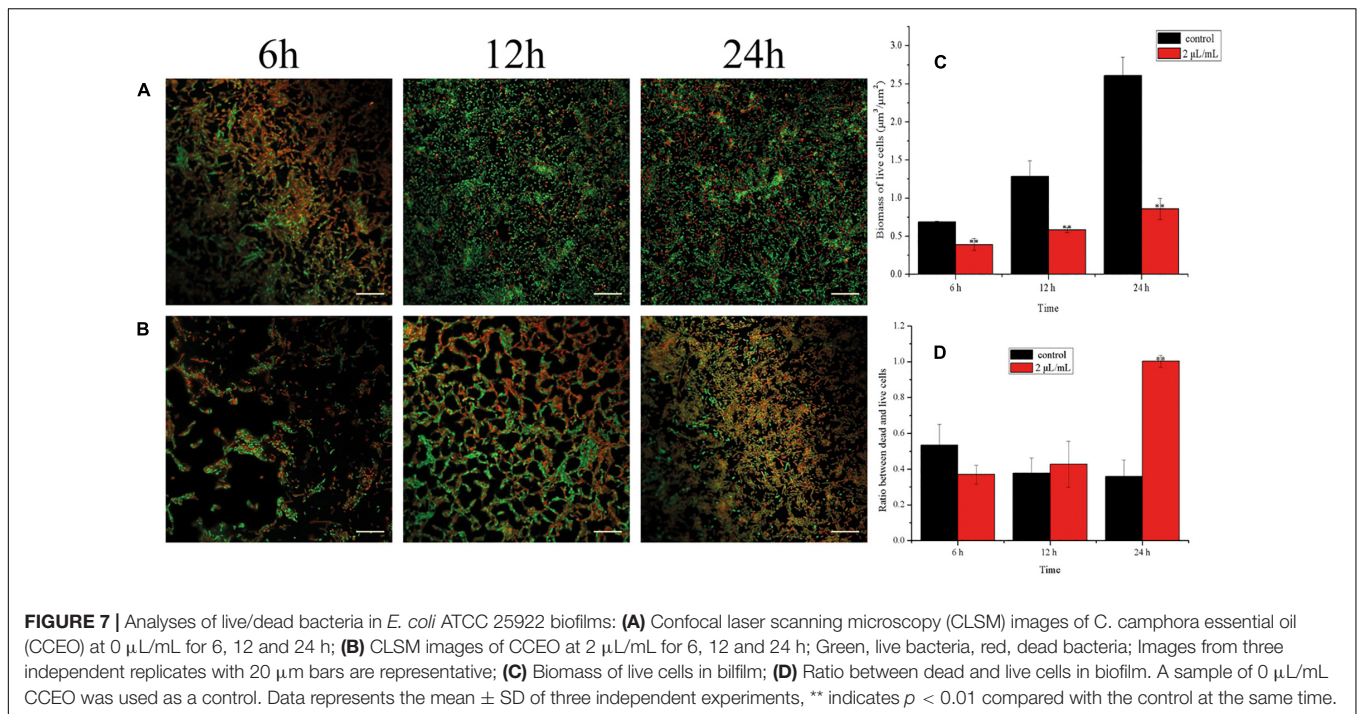 6h 12h 24h
A
B
C
control
2 µL/mL
Biomass of live cells (µm³/µm²)
3.0
2.5
2.0
1.5
1.0
0.5
0.0
**
**
**
6 h 12 h 24 h
Time
D
control
2 µL/mL
Ratio between dead and live cells
1.2
1.0
0.8
0.6
0.4
0.2
0.0
**
6 h 12 h 24 h
Time
FIGURE 7 | Analyses of live/dead bacteria in E. coli ATCC 25922 biofilms: (A) Confocal laser scanning microscopy (CLSM) images of C. camphora essential oil
(CCEO) at 0 µL/mL for 6, 12 and 24 h; (B) CLSM images of CCEO at 2 µL/mL for 6, 12 and 24 h; Green, live bacteria, red, dead bacteria; Images from three
independent replicates with 20 µm bars are representative; (C) Biomass of live cells in bilfilm; (D) Ratio between dead and live cells in biofilm. A sample of 0 µL/mL
CCEO was used as a control. Data represents the mean ± SD of three independent experiments, ** indicates p < 0.01 compared with the control at the same time.